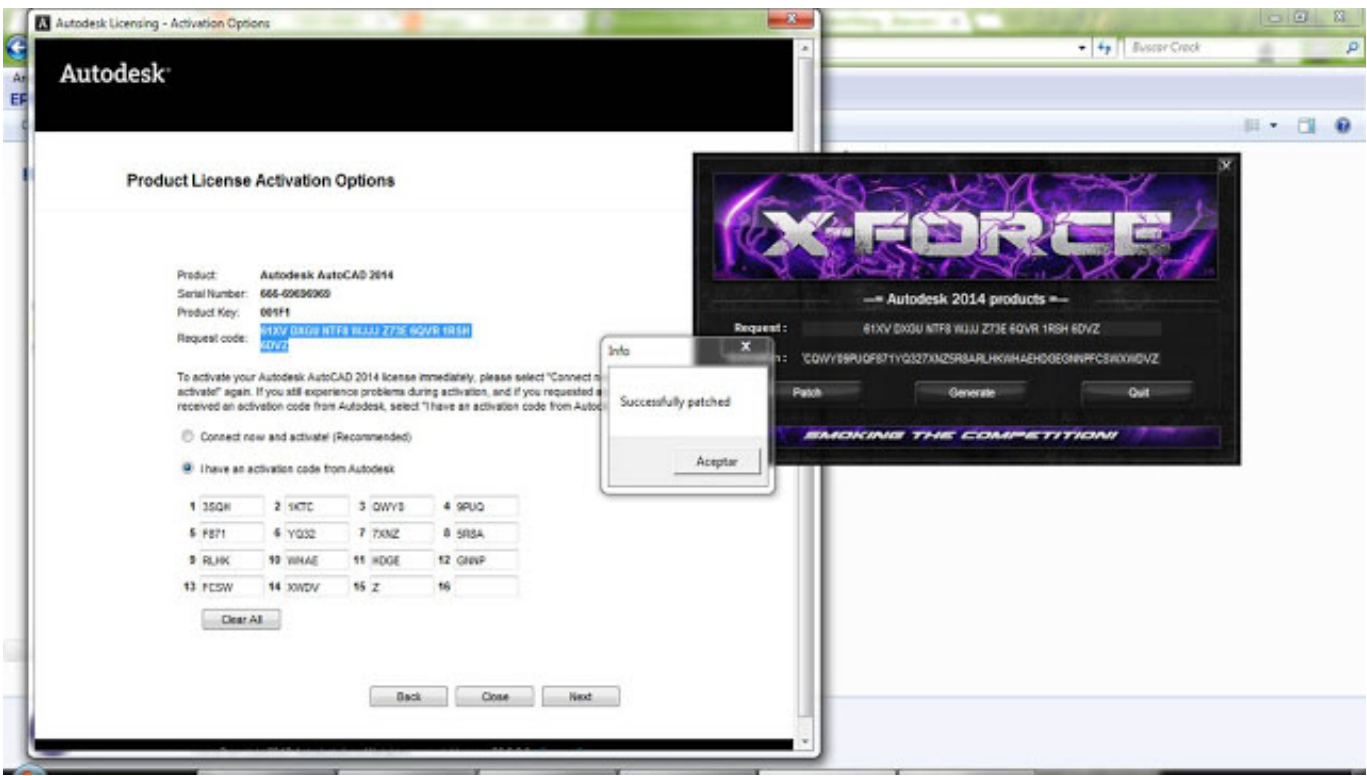 Autodesk Licensing - Activation Options
Buscar Crack
Autodesk
Product License Activation Options
Product: Autodesk AutoCAD 2014
Serial Number: 666-69696969
Product Key: 001F1
Request code: 61XV DXGU NTF8 WJJJ Z73E 6QVR 1RSH
6DVZ
To activate your Autodesk AutoCAD 2014 license immediately, please select "Connect n
activate!" again. If you still experience problems during activation, and if you requested a
received an activation code from Autodesk, select "I have an activation code from Autod
Connect now and activate! (Recommended)
I have an activation code from Autodesk
1 3SQH 2 1KTC 3 QWY0 4 9PUQ
5 F871 6 YQ32 7 7XNZ 8 5R8A
9 RLHK 10 WHAE 11 HDGE 12 GNNP
13 FCSW 14 XWDV 15 Z 16
Clear All
Back Close Next
Info
Successfully patched
Aceptar
X-FORCE
Autodesk 2014 products
Request : 61XV DXGU NTF8 WJJJ Z73E 6QVR 1RSH 6DVZ
Patch Generate Quit
SMOKING THE COMPETITION!